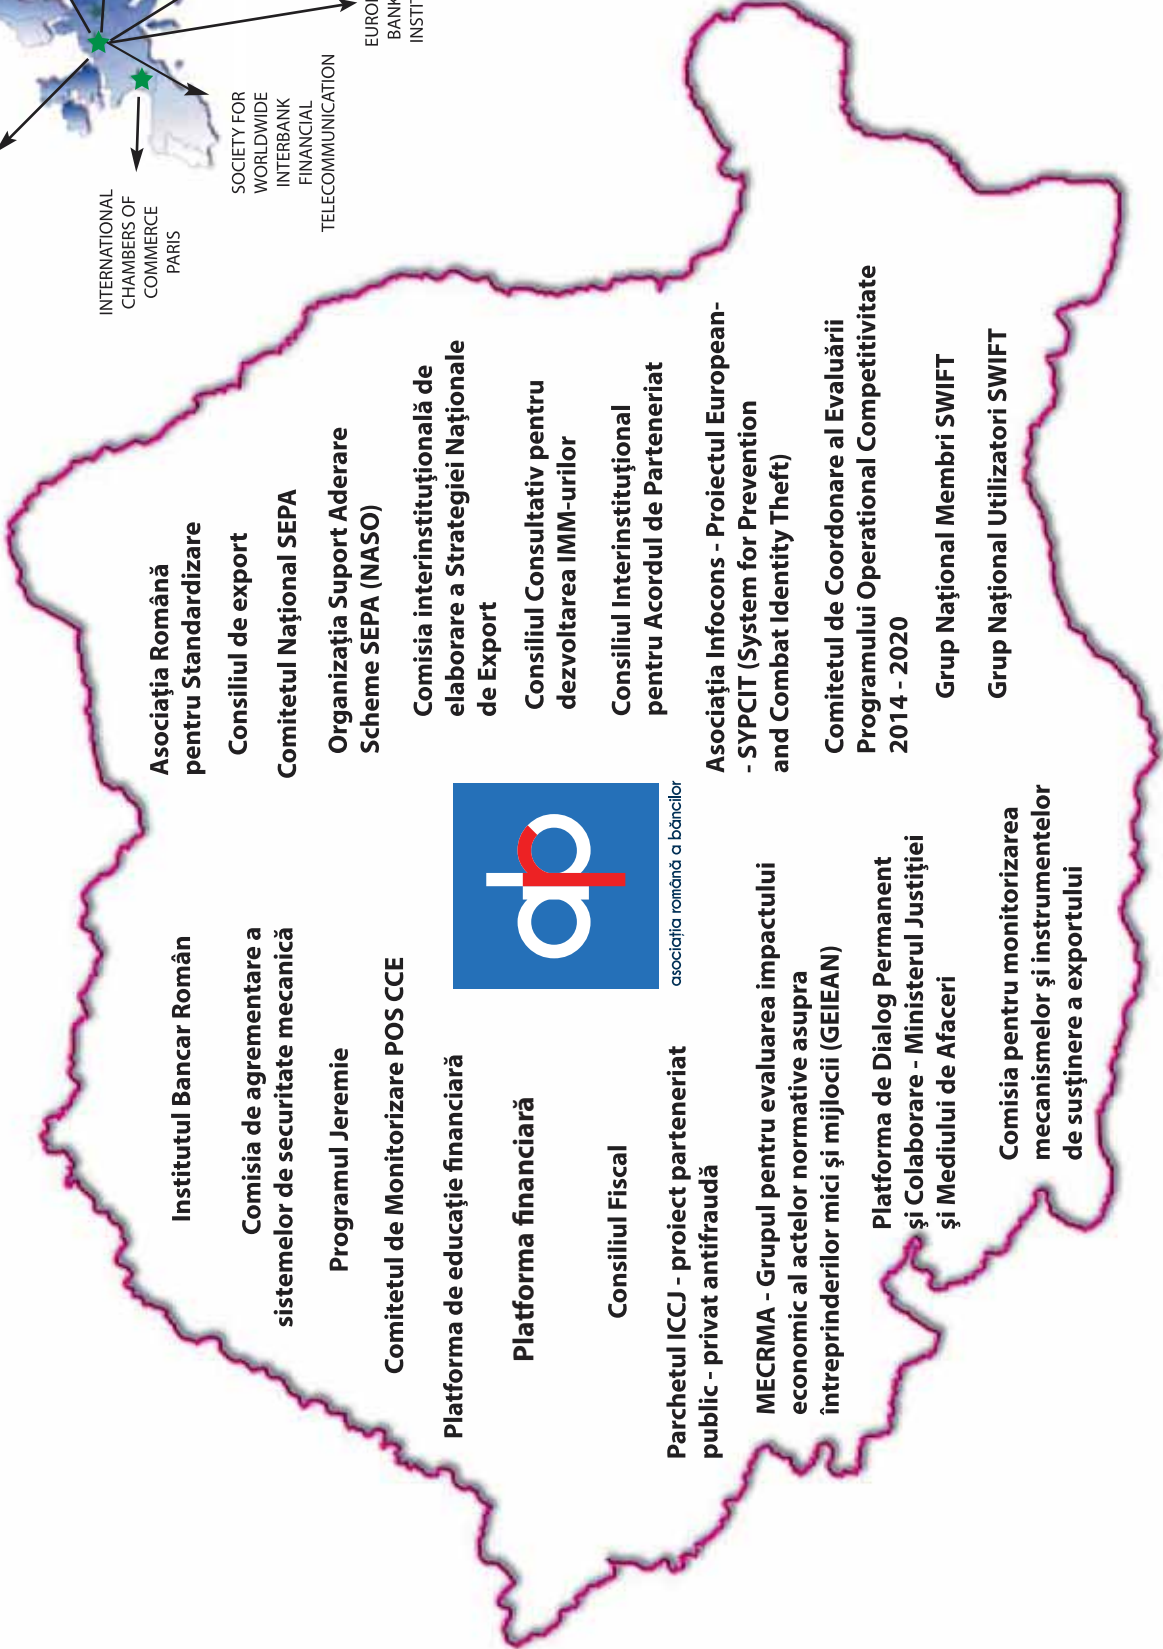 INTERNATIONAL
CHAMBERS OF
COMMERCE
PARIS
SOCIETY FOR
WORLDWIDE
INTERBANK
FINANCIAL
TELECOMMUNICATION
BANK
Institutul Bancar Român
Comisia de agrementare a
sistemelor de securitate mecanică
Programul Jeremie
Comitetul de Monitorizare POS CCE
Platforma de educaţie financiară
Platforma financiară
Consiliul Fiscal
Parchetul ICCJ - proiect parteneriat
public - privat antifraudă
MECRMA - Grupul pentru evaluarea impactului
economic al actelor normative asupra
întreprinderilor mici şi mijlocii (GEIEAN)
Platforma de Dialog Permanent
şi Colaborare - Ministerul Justiţiei
şi Mediului de Afaceri
Comisia pentru monitorizarea
mecanismelor şi instrumentelor
de susţinere a exportului
asociația română a băncilor
Asociaţia Română
pentru Standardizare
Consiliul de export
Comitetul Naţional SEPA
Organizaţia Suport Aderare
Scheme SEPA (NASO)
Comisia interinstituţională de
elaborare a Strategiei Naţionale
de Export
Consiliul Consultativ pentru
dezvoltarea IMM-urilor
Consiliul Interinstituţional
pentru Acordul de Parteneriat
Asociaţia Infocons - Proiectul European-
- SYPCIT (System for Prevention
and Combat Identity Theft)
Comitetul de Coordonare al Evaluării
Programului Operational Competitivitate
2014 - 2020
Grup Naţional Membri SWIFT
Grup Naţional Utilizatori SWIFT